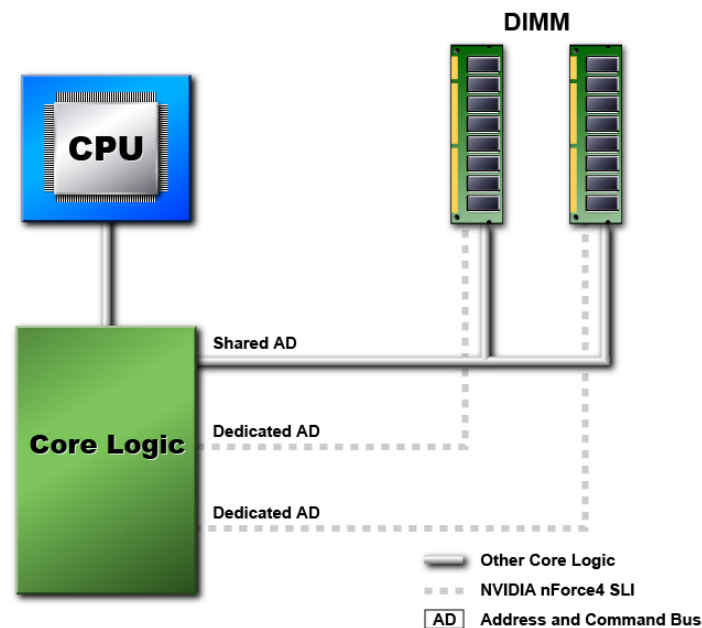 DIMM
CPU
Shared AD
Core Logic
Dedicated AD
Dedicated AD
Other Core Logic
NVIDIA nForce4 SLI
AD Address and Command Bus